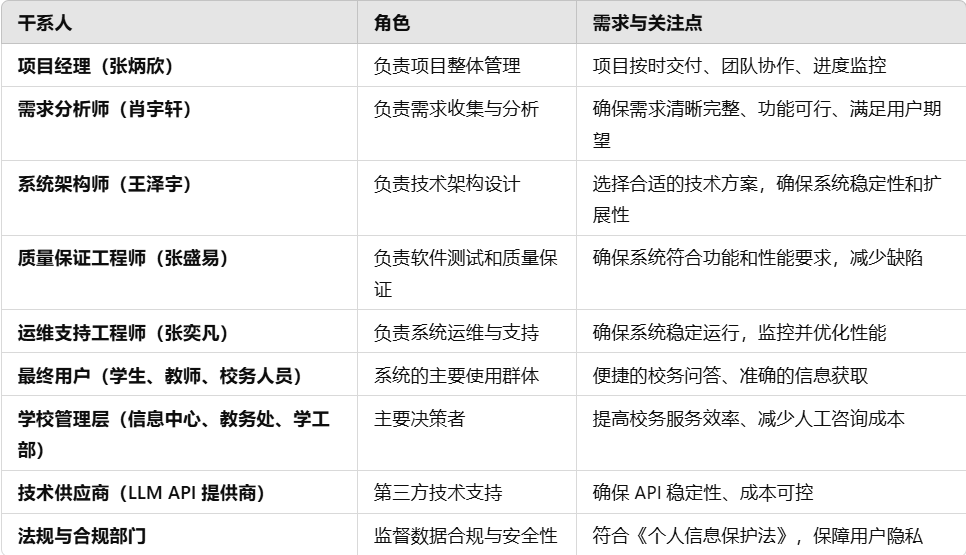 干系人 角色 需求与关注点
项目经理（张炳欣） 负责项目整体管理 项目按时交付、团队协作、进度监控
需求分析师（肖宇轩） 负责需求收集与分析 确保需求清晰完整、功能可行、满足用户期
望
系统架构师（王泽宇） 负责技术架构设计 选择合适的技术方案，确保系统稳定性和扩
展性
质量保证工程师（张盛易） 负责软件测试和质量保 确保系统符合功能和性能要求，减少缺陷
证
运维支持工程师（张奕凡） 负责系统运维与支持 确保系统稳定运行，监控并优化性能
最终用户（学生、教师、校务人员） 系统的主要使用群体 便捷的校务问答、准确的信息获取
学校管理层（信息中心、教务处、学工 主要决策者 提高校务服务效率、减少人工咨询成本
部）
技术供应商（LLM API 提供商） 第三方技术支持 确保 API 稳定性、成本可控
法规与合规部门 监督数据合规与安全性 符合《个人信息保护法》，保障用户隐私